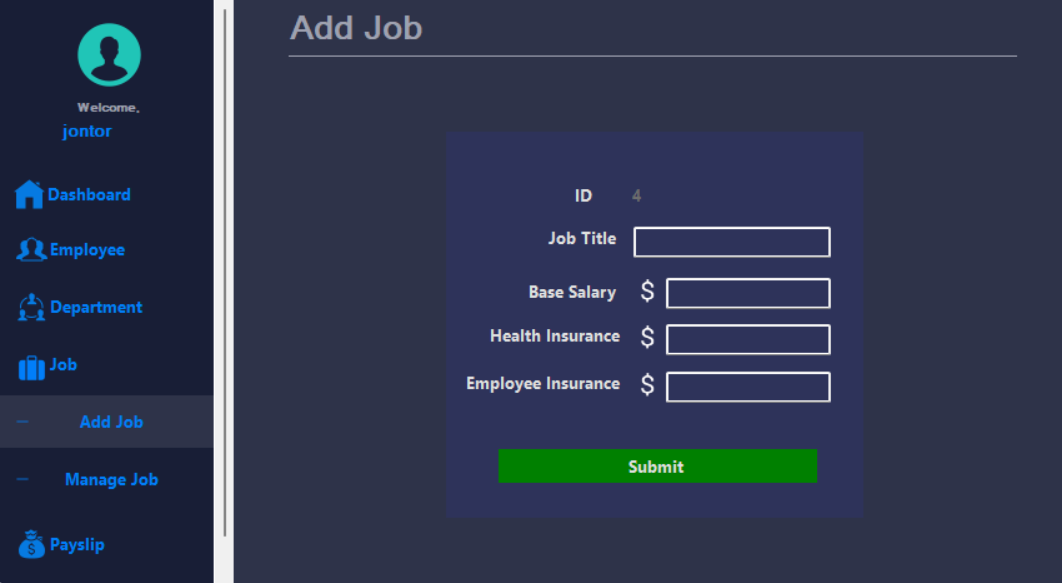 Welcome,
jontor
Dashboard
Employee
Department
Job
Add Job
Manage Job
Payslip
Add Job
ID 4
Job Title
Base Salary $
Health Insurance $
Employee Insurance $
Submit